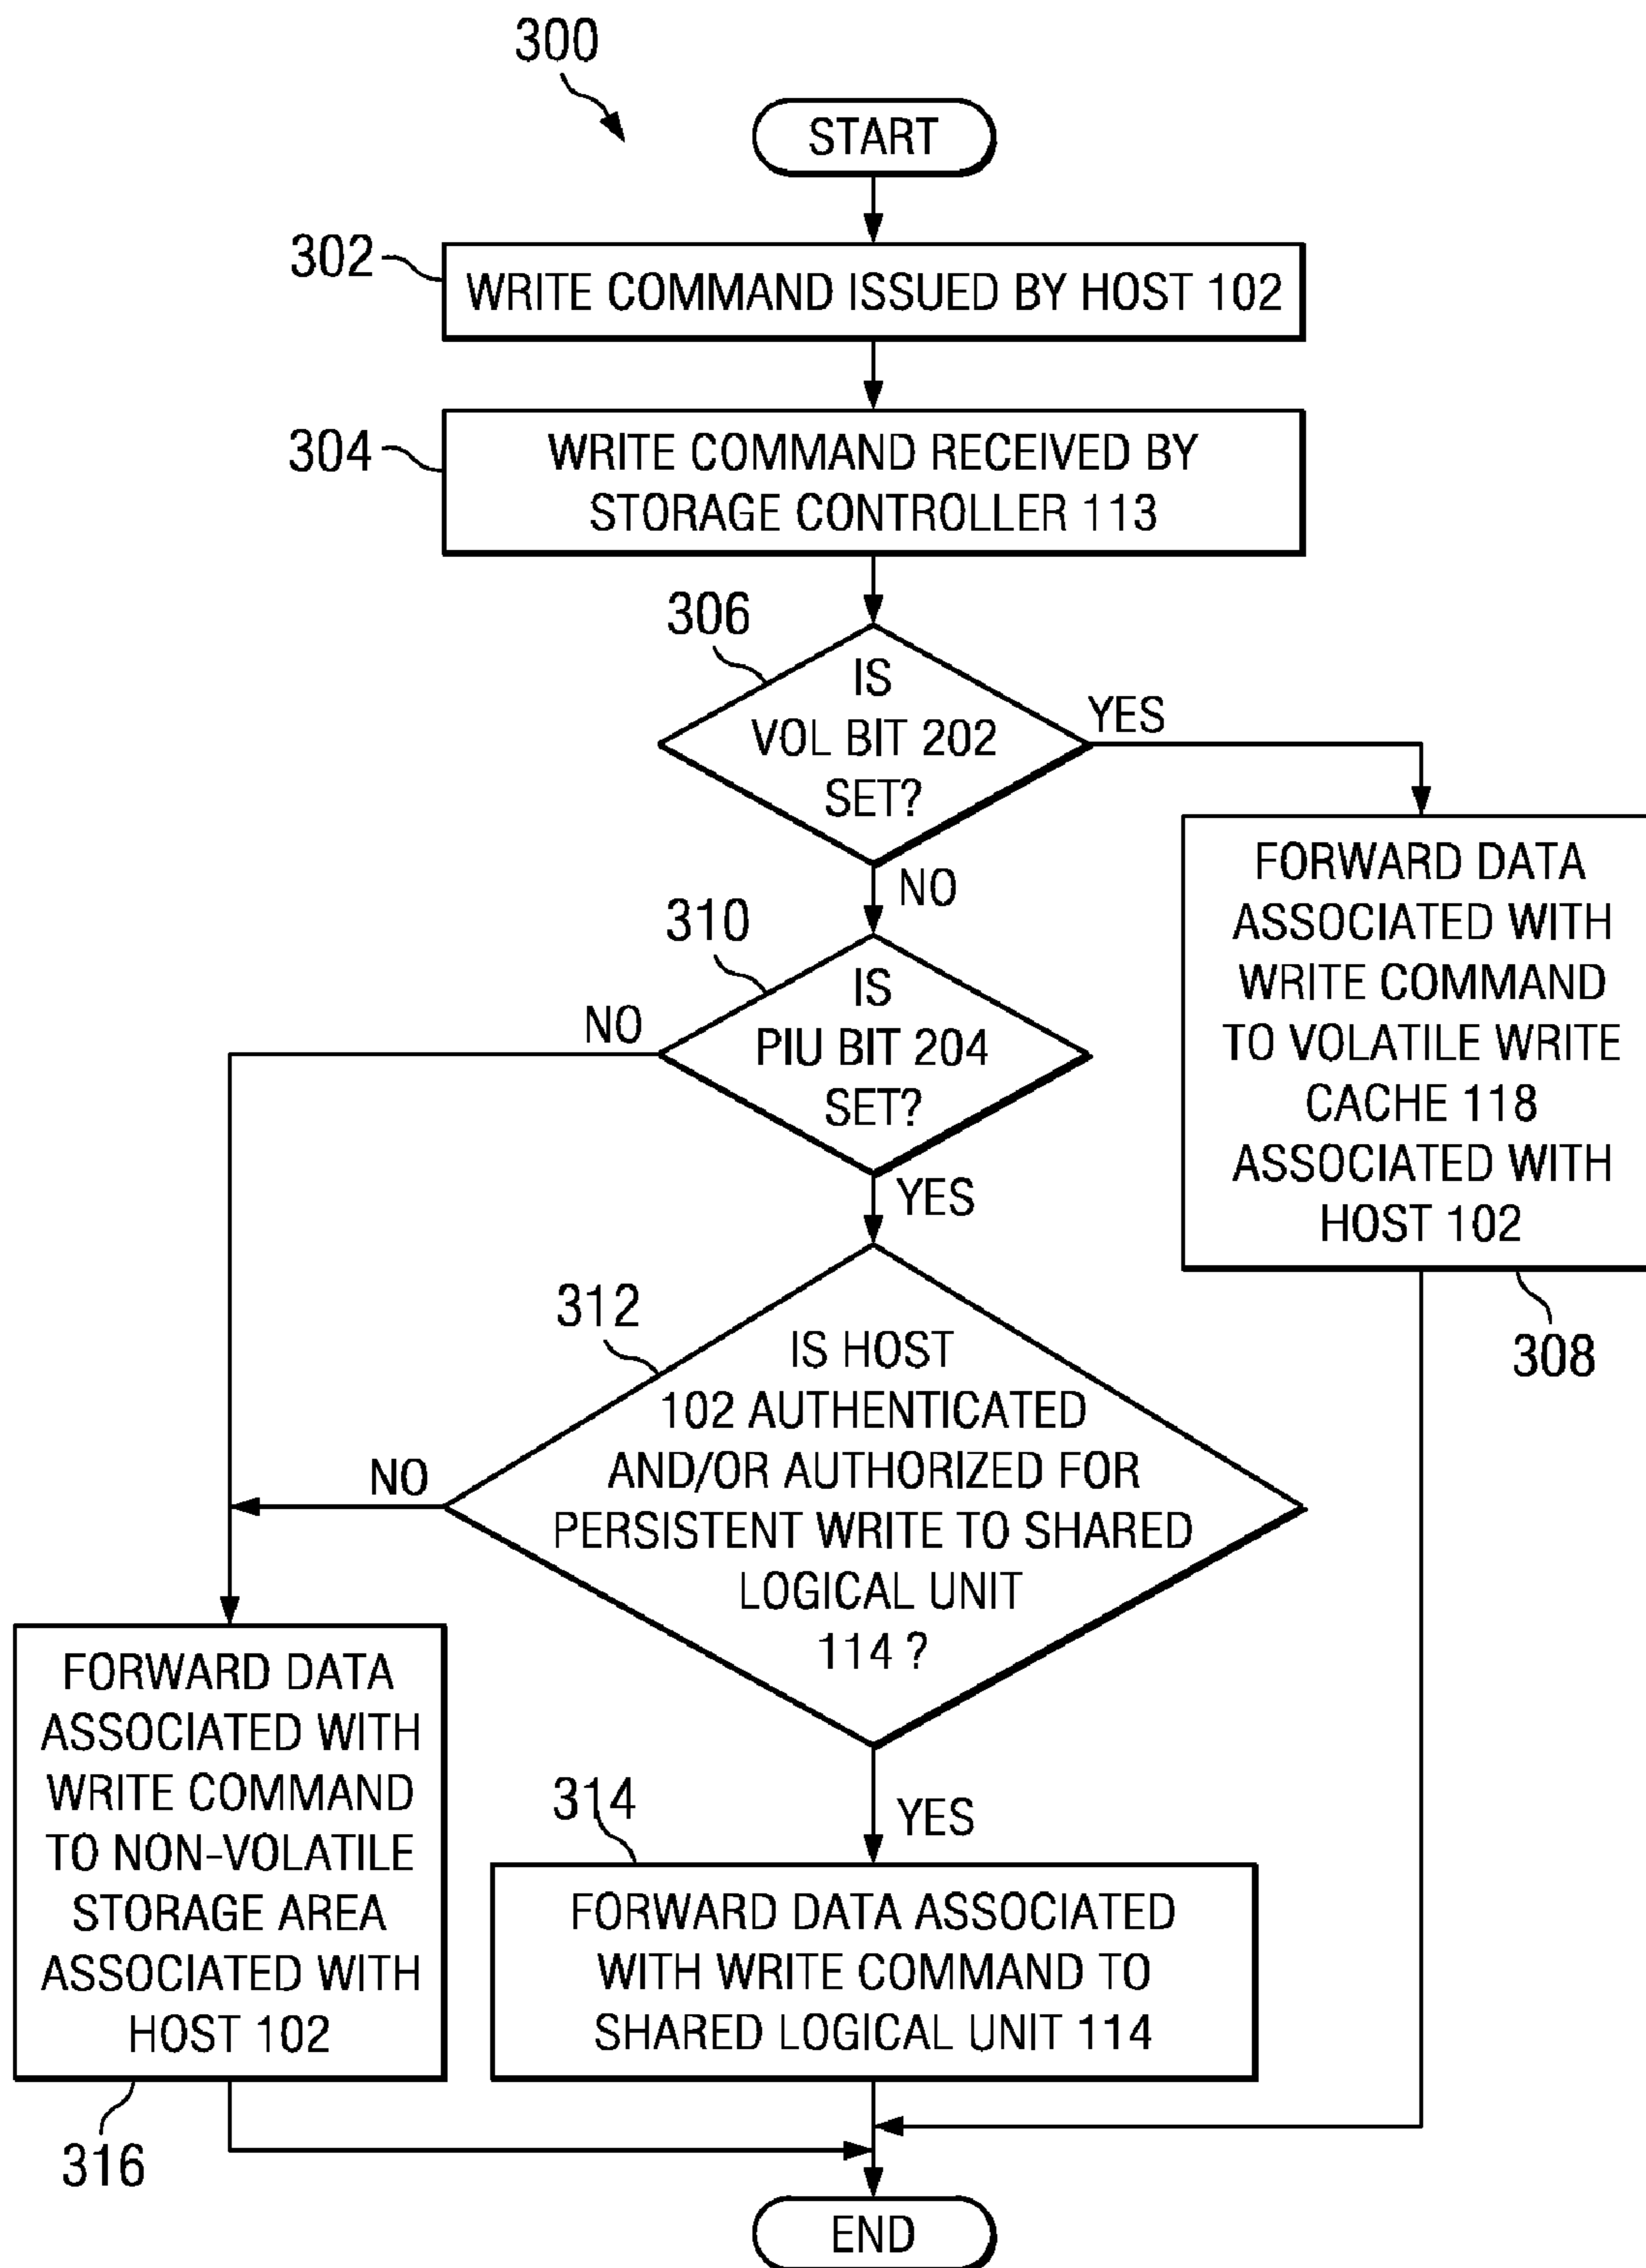 300
START
302
WRITE COMMAND ISSUED BY HOST 102
304
WRITE COMMAND RECEIVED BY
STORAGE CONTROLLER 113
306
IS
VOL BIT 202
SET?
YES
NO
308
FORWARD DATA
ASSOCIATED WITH
WRITE COMMAND
TO VOLATILE WRITE
CACHE 118
ASSOCIATED WITH
HOST 102
310
IS
PIU BIT 204
SET?
NO
YES
312
IS HOST
102 AUTHENTICATED
AND/OR AUTHORIZED FOR
PERSISTENT WRITE TO SHARED
LOGICAL UNIT
114 ?
NO
YES
314
FORWARD DATA ASSOCIATED
WITH WRITE COMMAND TO
SHARED LOGICAL UNIT 114
FORWARD DATA
ASSOCIATED WITH
WRITE COMMAND
TO NON-VOLATILE
STORAGE AREA
ASSOCIATED WITH
HOST 102
316
END